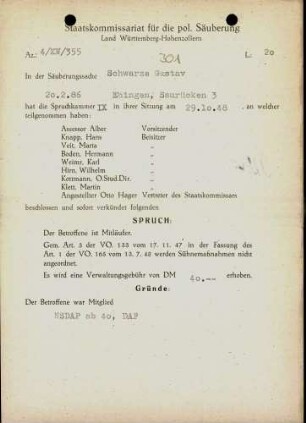 Staatskommissariat für die pol. Säuberung
Land Württemberg-Hohenzollern
Az. 4/XV/355
301
L: 20
In der Säuberungssache Schwarze Gustav
20.2.86 Ehingen, Saurücken 3
hat die Spruchkammer IX in ihrer Sitzung am 29.10.48 , an welcher
teilgenommen haben:
Assessor Alber Vorsitzender
Knapp, Hans Beisitzer
Veit, Maria "
Boden, Hermann "
Weimr, Karl "
Hirn, Wilhelm "
Kottmann, O.Stud.Dir. "
Klett, Martin "
Angestellter Otto Hager Vertreter des Staatskommissars
beschlossen und sofort verkündet folgenden
SPRUCH:
Der Betroffene ist Mitläufer.
Gem. Art. 3 der VO. 133 vom 17. 11. 47 in der Fassung des
Art. 1 der VO. 165 vom 13. 7. 48 werden Sühnemaßnahmen nicht
angeordnet.
Es wird eine Verwaltungsgebühr von DM 40.-- erhoben.
Gründe:
Der Betroffene war Mitglied
NSDAP ab 40, DAF